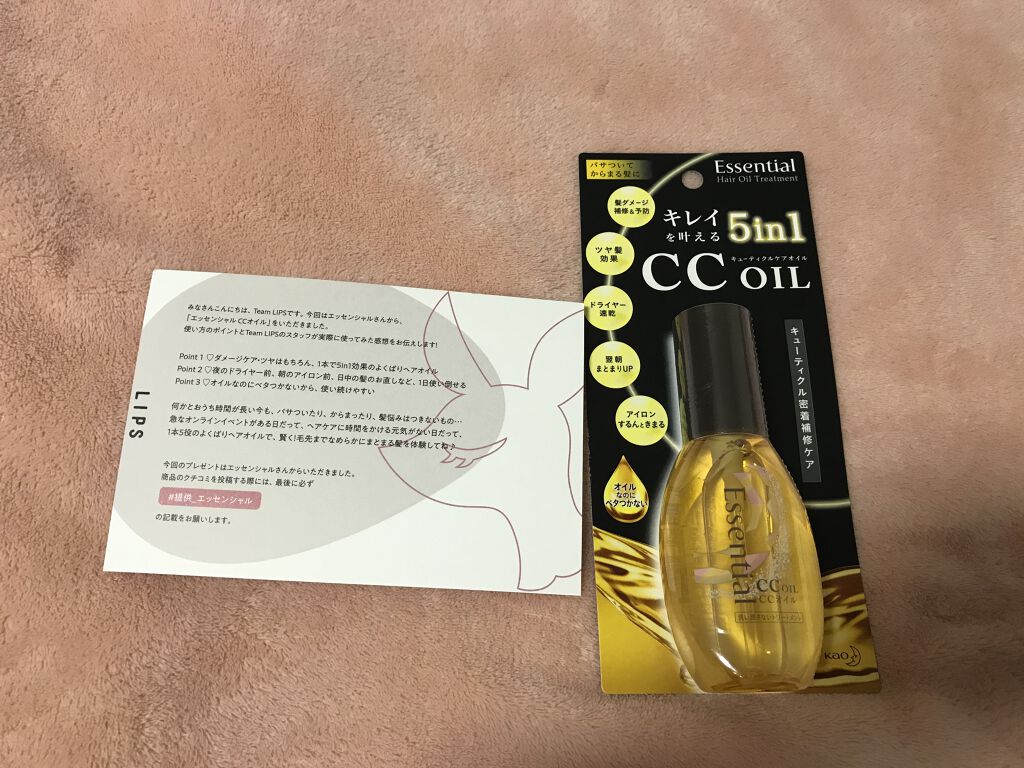 みなさんこんにちは、Team LIPSです。今回はエッセンシャルさんから、
「エッセンシャル CCオイル」をいただきました。
使い方のポイントとTeam LIPSのスタッフが実際に使ってみた感想をお伝えします!
Point 1 ♡ダメージケア・ツヤはもちろん、1本で5in1効果のよくばりヘアオイル
Point 2 ♡夜のドライヤー前、朝のアイロン前、日中の髪のお直しなど、1日使い倒せる
Point 3 ♡オイルなのにベタつかないから、使い続けやすい
何かとおうち時間が長い今も、パサついたり、からまったり、髪悩みはつきないもの…
急なオンラインイベントがある日だって、ヘアケアに時間をかける元気がない日だって、
1本5役のよくばりヘアオイルで、賢く!毛先までなめらかにまとまる髪を体験してね♪
今回のプレゼントはエッセンシャルさんからいただきました。
商品のクチコミを投稿する際には、最後に必ず
#提供_エッセンシャル
の記載をお願いします。
LIPS
パサついて
からまる髪に
Essential
Hair Oil Treatment
髪ダメージ
補修&予防
キレイ
を叶える
5in1
ツヤ髪
効果
キューティクルケアオイル
CC OIL
ドライヤー
速乾
翌朝
まとまりUP
アイロン
するんときまる
オイル
なのに
ベタつかない
キューティクル密着補修ケア
Essential
CC OIL
CCオイル
洗い流さないトリートメント
Kao